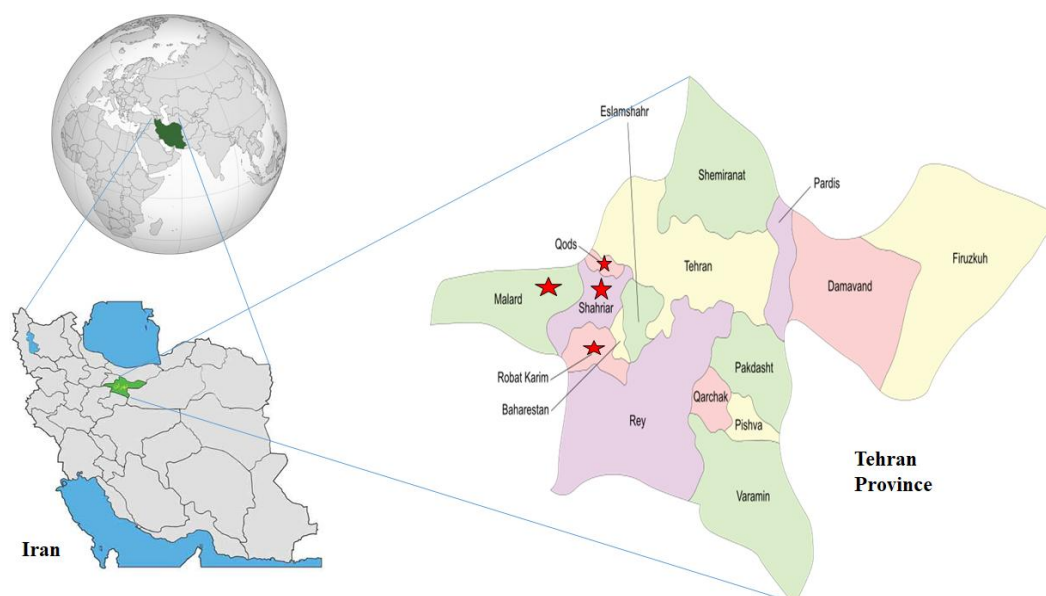 Eslamshahr
Shemiranat
Pardis
Qods
Tehran
Firuzkuh
Damavand
Malard
Shahriar
Robat Karim
Pakdasht
Qarchak
Baharestan
Rey
Pishva
Tehran
Province
Varamin
Iran